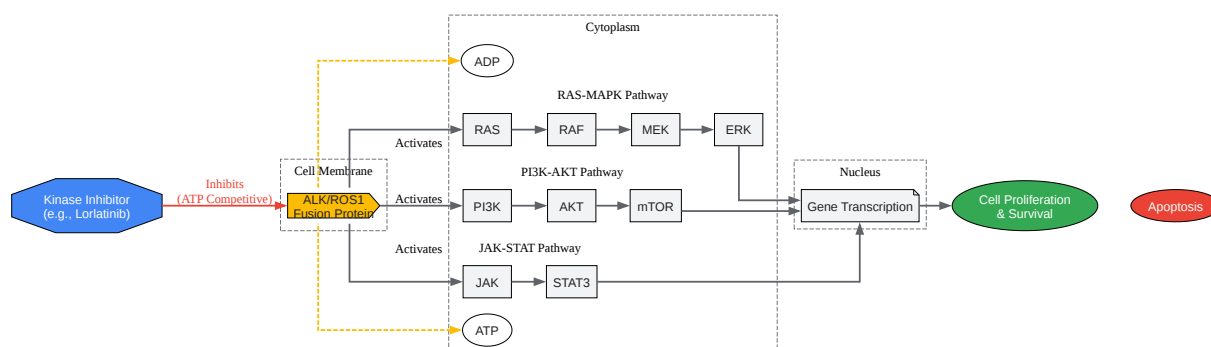 Cytoplasm
ADP
RAS-MAPK Pathway
RAS
RAF
MEK
ERK
Activates
Cell Membrane
PI3K-AKT Pathway
Nucleus
Inhibits
(ATP Competitive)
Kinase Inhibitor
(e.g., Lorlatinib)
ALK/ROS1
Fusion Protein
Activates
PI3K
AKT
mTOR
Gene Transcription
Cell Proliferation
& Survival
Apoptosis
Activates
JAK-STAT Pathway
JAK
STAT3
ATP